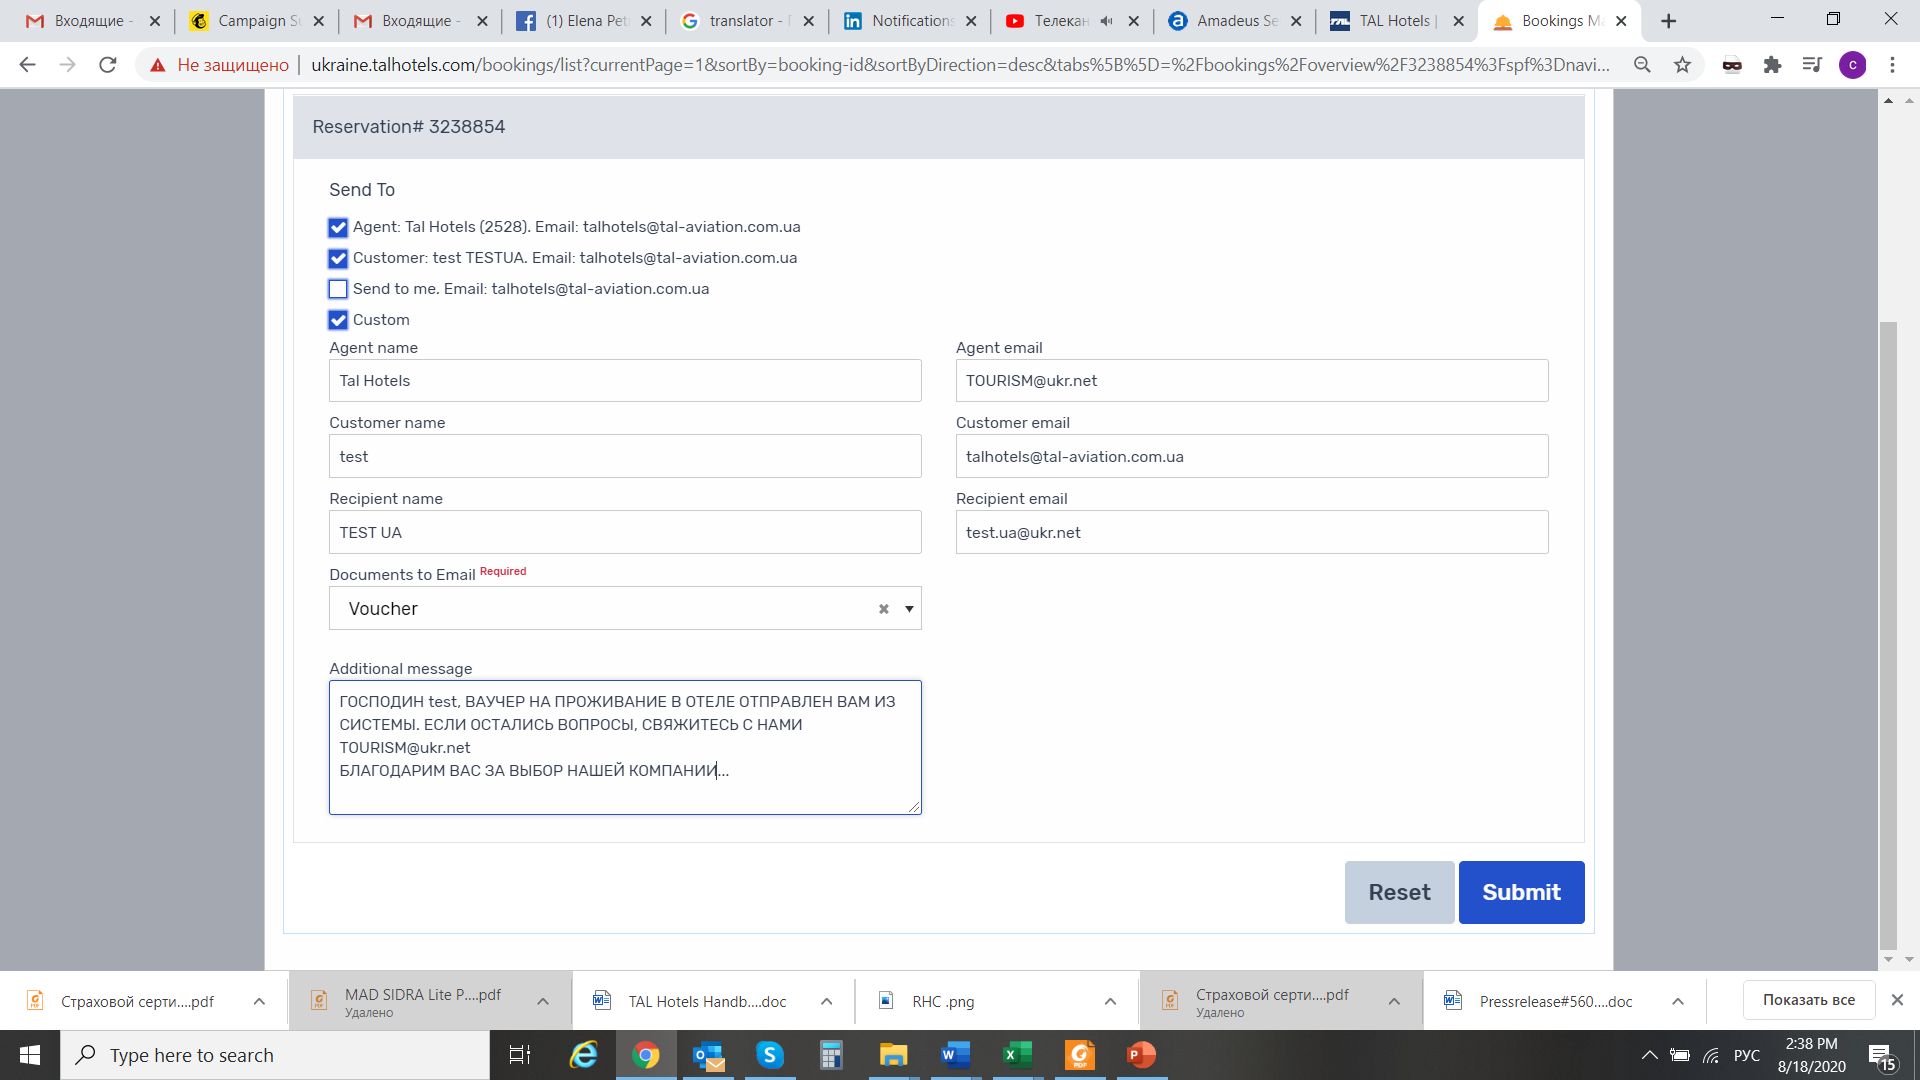 Входящие -
Campaign Su
Входящие -
(1) Elena Pet
translator - П
Notifications
Телекан
Amadeus Se
TAL Hotels |
Bookings Ma
Не защищено
ukraine.talhotels.com/bookings/list?currentPage=1&sortBy=booking-id&sortByDirection=desc&tabs%5B%5D=%2Fbookings%2Foverview%2F3238854%3Fspf%3Dnavi...
c
Reservation# 3238854
Send To
Agent: Tal Hotels (2528). Email: talhotels@tal-aviation.com.ua
Customer: test TESTUA. Email: talhotels@tal-aviation.com.ua
Send to me. Email: talhotels@tal-aviation.com.ua
Custom
Agent name
Agent email
Tal Hotels
TOURISM@ukr.net
Customer name
Customer email
test
talhotels@tal-aviation.com.ua
Recipient name
Recipient email
TEST UA
test.ua@ukr.net
Documents to Email Required
Voucher
Additional message
ГОСПОДИН test, ВАУЧЕР НА ПРОЖИВАНИЕ В ОТЕЛЕ ОТПРАВЛЕН ВАМ ИЗ
СИСТЕМЫ. ЕСЛИ ОСТАЛИСЬ ВОПРОСЫ, СВЯЖИТЕСЬ С НАМИ
TOURISM@ukr.net
БЛАГОДАРИМ ВАС ЗА ВЫБОР НАШЕЙ КОМПАНИИ...
Reset
Submit
Страховой серти....pdf
MAD SIDRA Lite P....pdf
Удалено
TAL Hotels Handb....doc
RHC .png
Страховой серти....pdf
Удалено
Pressrelease#560....doc
Показать все
Type here to search
РУС
2:38 PM
8/18/2020
15